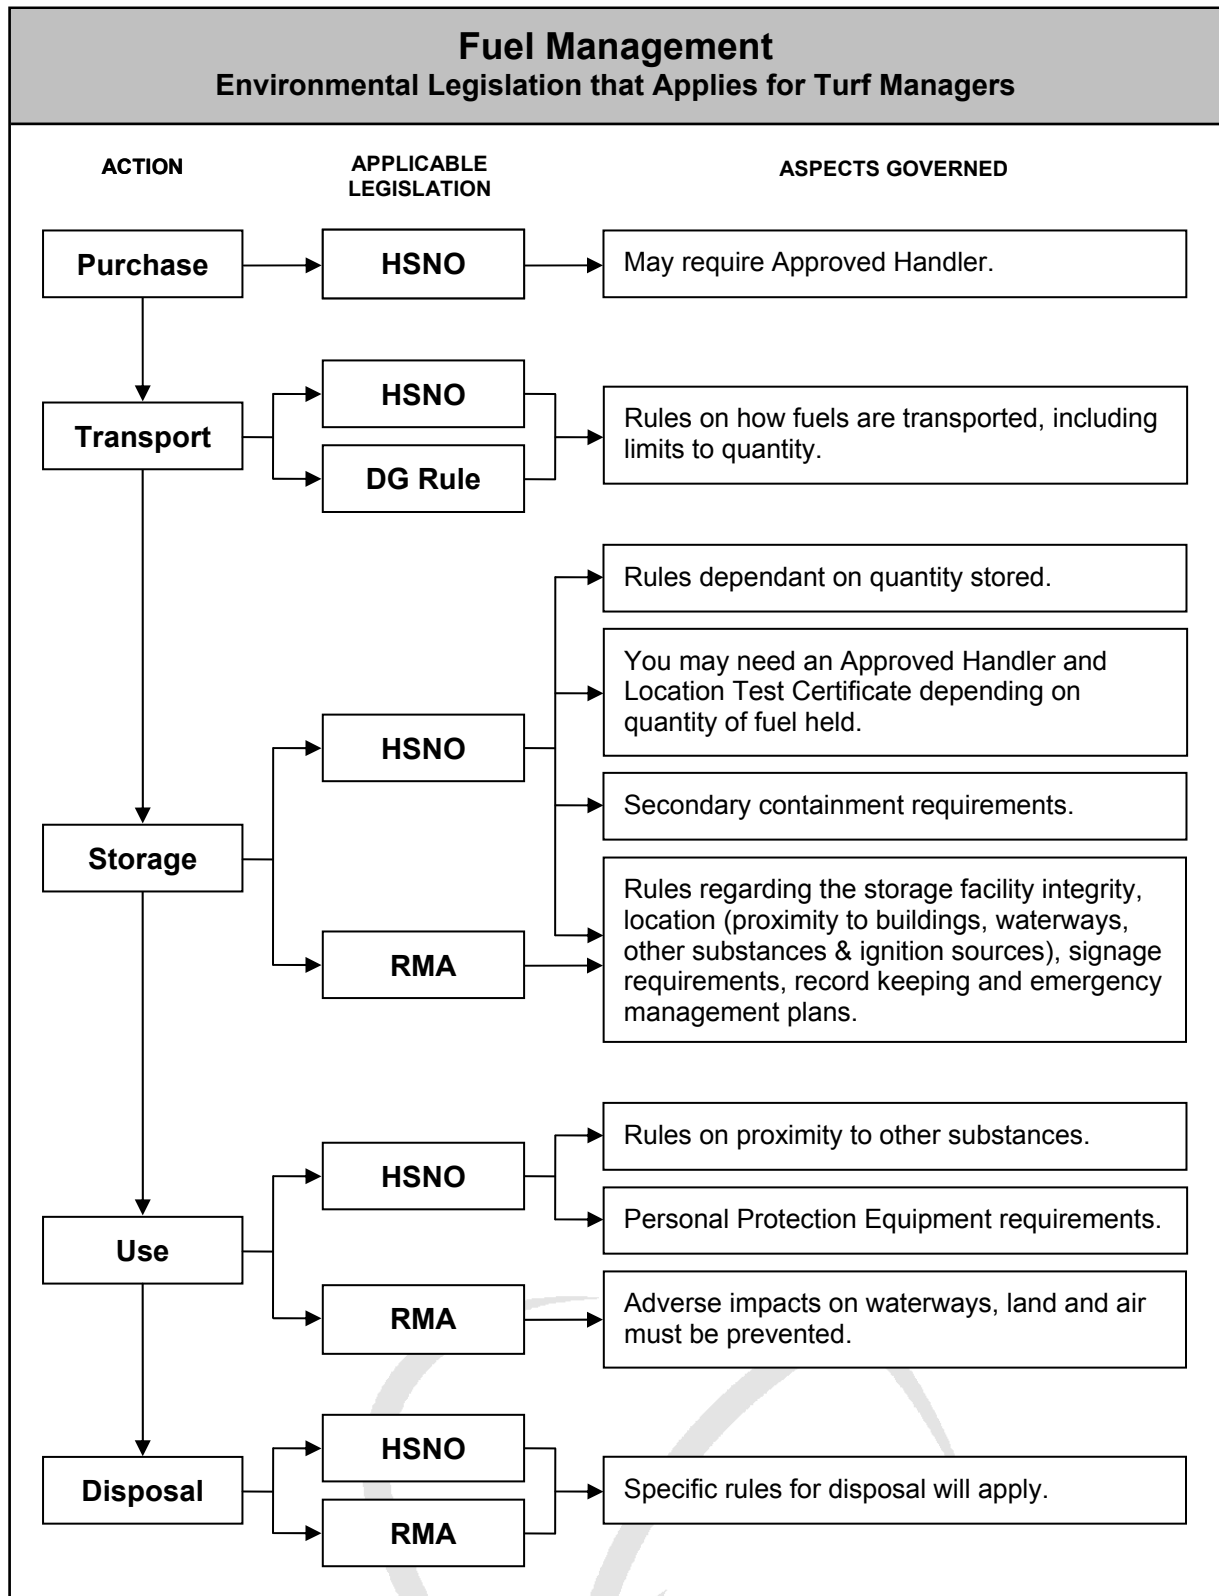 Fuel Management
Environmental Legislation that Applies for Turf Managers
ACTION
APPLICABLE
LEGISLATION
ASPECTS GOVERNED
Purchase
HSNO
May require Approved Handler.
Transport
HSNO
DG Rule
Rules on how fuels are transported, including
limits to quantity.
Storage
HSNO
Rules dependant on quantity stored.
You may need an Approved Handler and
Location Test Certificate depending on
quantity of fuel held.
Secondary containment requirements.
RMA
Rules regarding the storage facility integrity,
location (proximity to buildings, waterways,
other substances & ignition sources), signage
requirements, record keeping and emergency
management plans.
Use
HSNO
Rules on proximity to other substances.
Personal Protection Equipment requirements.
RMA
Adverse impacts on waterways, land and air
must be prevented.
Disposal
HSNO
RMA
Specific rules for disposal will apply.